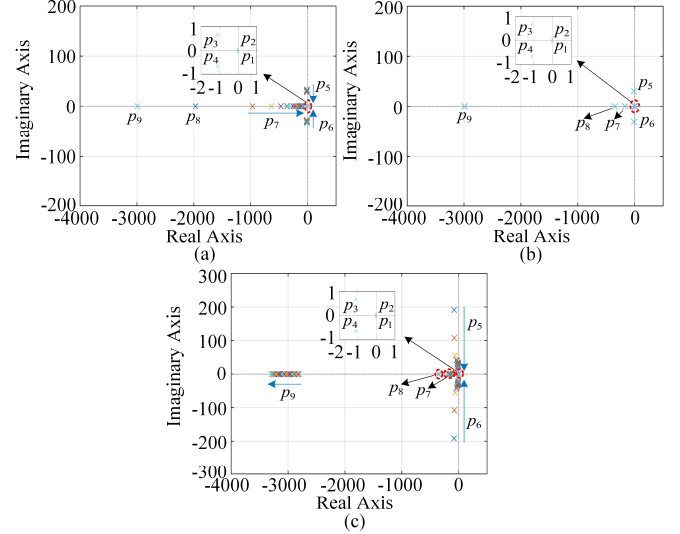 200
100
0
-100
-200
Imaginary Axis
1
0
-1
p3 p2
p4 p1
-2 -1 0 1
p5
p9 p8 p7 p6
-4000 -3000 -2000 -1000 0
Real Axis
(a)
200
100
0
-100
-200
Imaginary Axis
1
0
-1
p3 p2
p4 p1
-2 -1 0 1
p5
p9 p8 p7 p6
-4000 -3000 -2000 -1000 0
Real Axis
(b)
300
200
100
0
-100
-200
-300
Imaginary Axis
1
0
-1
p3 p2
p4 p1
-2 -1 0 1
p5
p9 p8 p7
p6
-4000 -3000 -2000 -1000 0
Real Axis
(c)